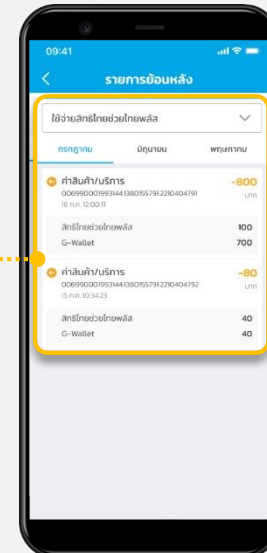 09:41
รายการย้อนหลัง
ใช้จ่ายสิทธิไทยช่วยไทยพลัส
กรกฎาคม มิถุนายน พฤษภาคม
ค่าสินค้า/บริการ -800
006990001993144138015579122104047​91 บาท
16 ก.ค. 12:00:11
สิทธิไทยช่วยไทยพลัส 100
G-Wallet 700
ค่าสินค้า/บริการ -80
00699000199314413801557912210404792 บาท
15 ก.ค. 10:34:23
สิทธิไทยช่วยไทยพลัส 40
G-Wallet 40